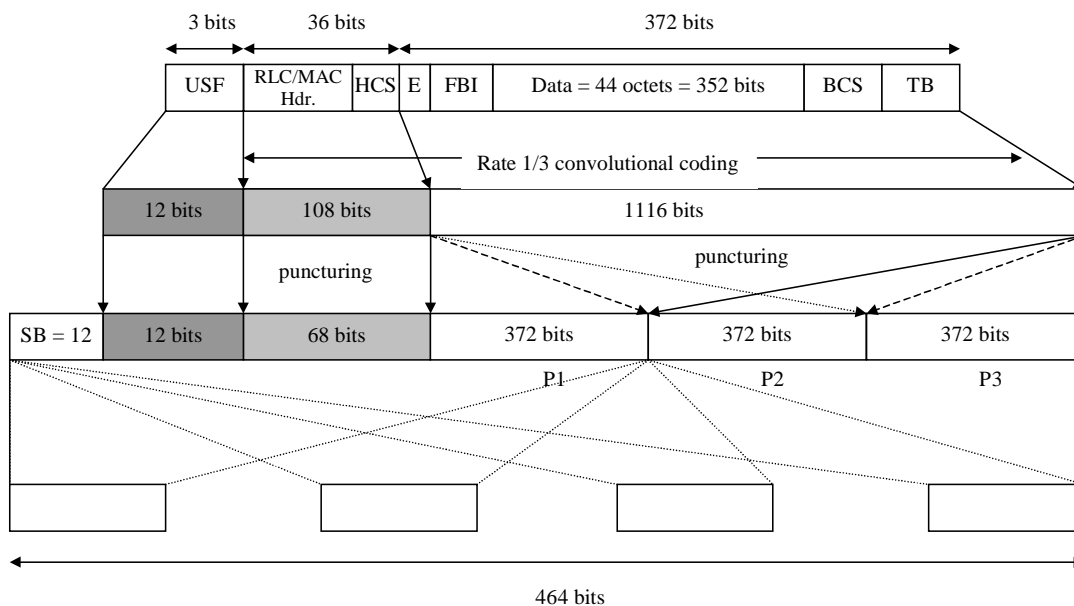 3 bits 36 bits 372 bits
USF RLC/MAC Hdr. HCS E FBI Data = 44 octets = 352 bits BCS TB
Rate 1/3 convolutional coding
12 bits 108 bits 1116 bits
puncturing puncturing
SB = 12 12 bits 68 bits 372 bits 372 bits 372 bits
P1 P2 P3
464 bits